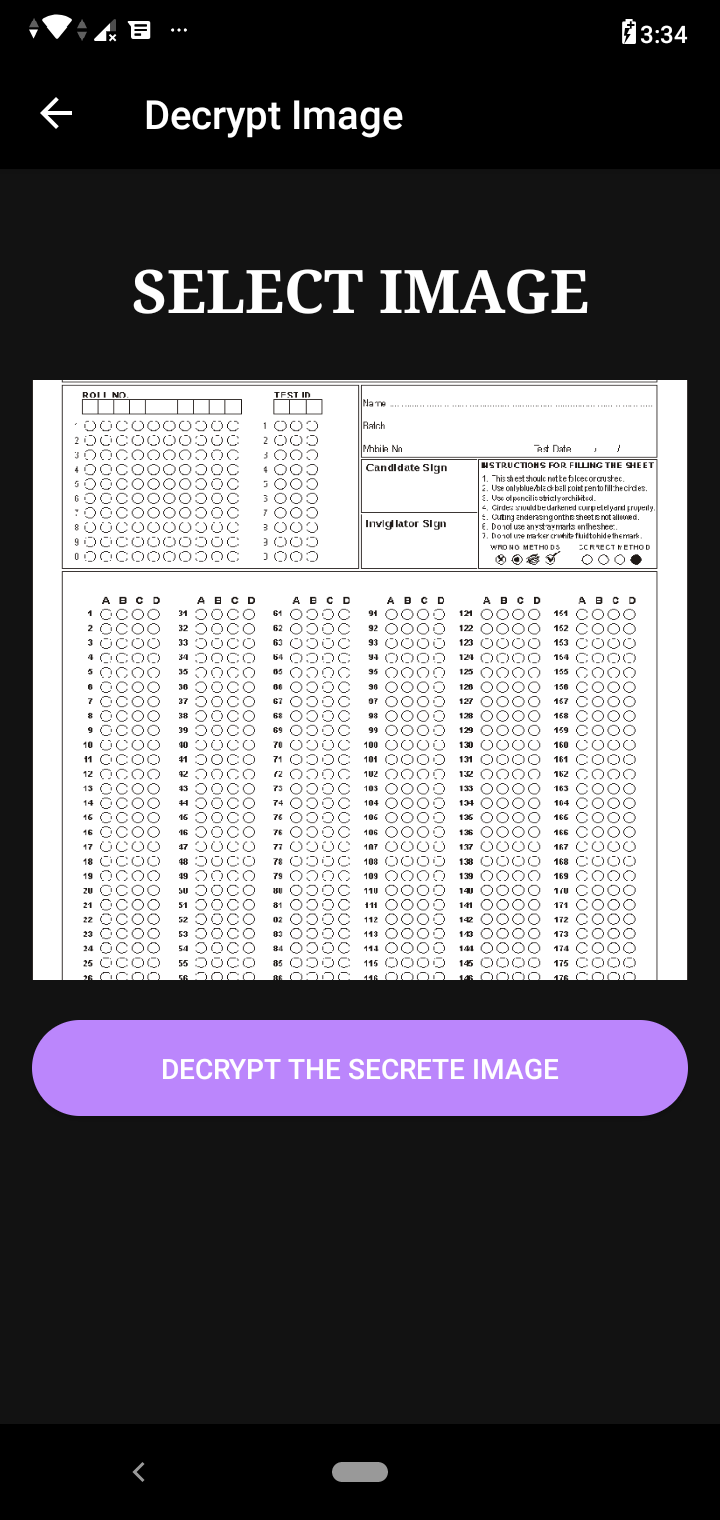 3:34
Decrypt Image
SELECT IMAGE
ROLL NO.
TEST ID
Name
Batch
Mobile No
Test Date / /
Candidate Sign
Invigilator Sign
INSTRUCTIONS FOR FILLING THE SHEET
1. This sheet should not be folded or crushed.
2. Use only blue/black ball point pen to fill the circles.
3. Use of pencil is strictly prohibited.
4. Circles should be darkened completely and properly.
5. Cutting and erasing on this sheet is not allowed.
6. Do not use any stray marks on the sheet.
7. Do not use marker or white fluid to hide the mark.
WRONG METHODS CORRECT METHOD
1 1
2 2
3 3
4 4
5 5
6 6
7 7
8 8
9 9
0 0
A B C D A B C D A B C D A B C D A B C D A B C D
1 31 61 91 121 151
2 32 62 92 122 152
3 33 63 93 123 153
4 34 64 94 124 154
5 35 65 95 125 155
6 36 66 96 126 156
7 37 67 97 127 157
8 38 68 98 128 158
9 39 69 99 129 159
10 40 70 100 130 160
11 41 71 101 131 161
12 42 72 102 132 162
13 43 73 103 133 163
14 44 74 104 134 164
15 45 75 105 135 165
16 46 76 106 136 166
17 47 77 107 137 167
18 48 78 108 138 168
19 49 79 109 139 169
20 50 80 110 140 170
21 51 81 111 141 171
22 52 82 112 142 172
23 53 83 113 143 173
24 54 84 114 144 174
25 55 85 115 145 175
26 56 86 116 146 176
DECRYPT THE SECRETE IMAGE